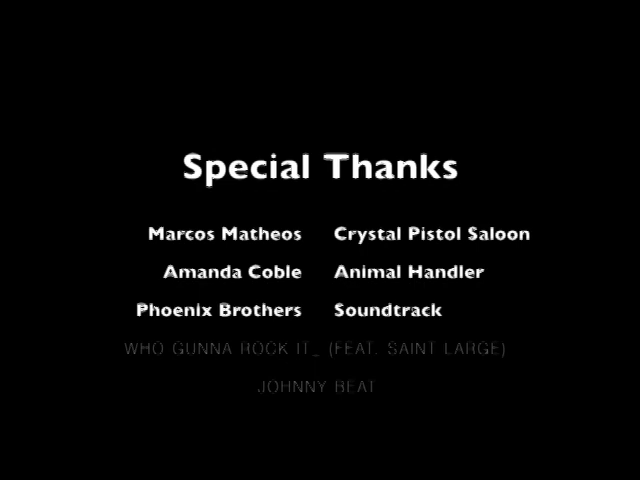 Special Thanks
Marcos Matheos Crystal Pistol Saloon
Amanda Coble Animal Handler
Phoenix Brothers Soundtrack
WHO GUNNA ROCK IT_ (FEAT. SAINT LARGE)
JOHNNY BEAT